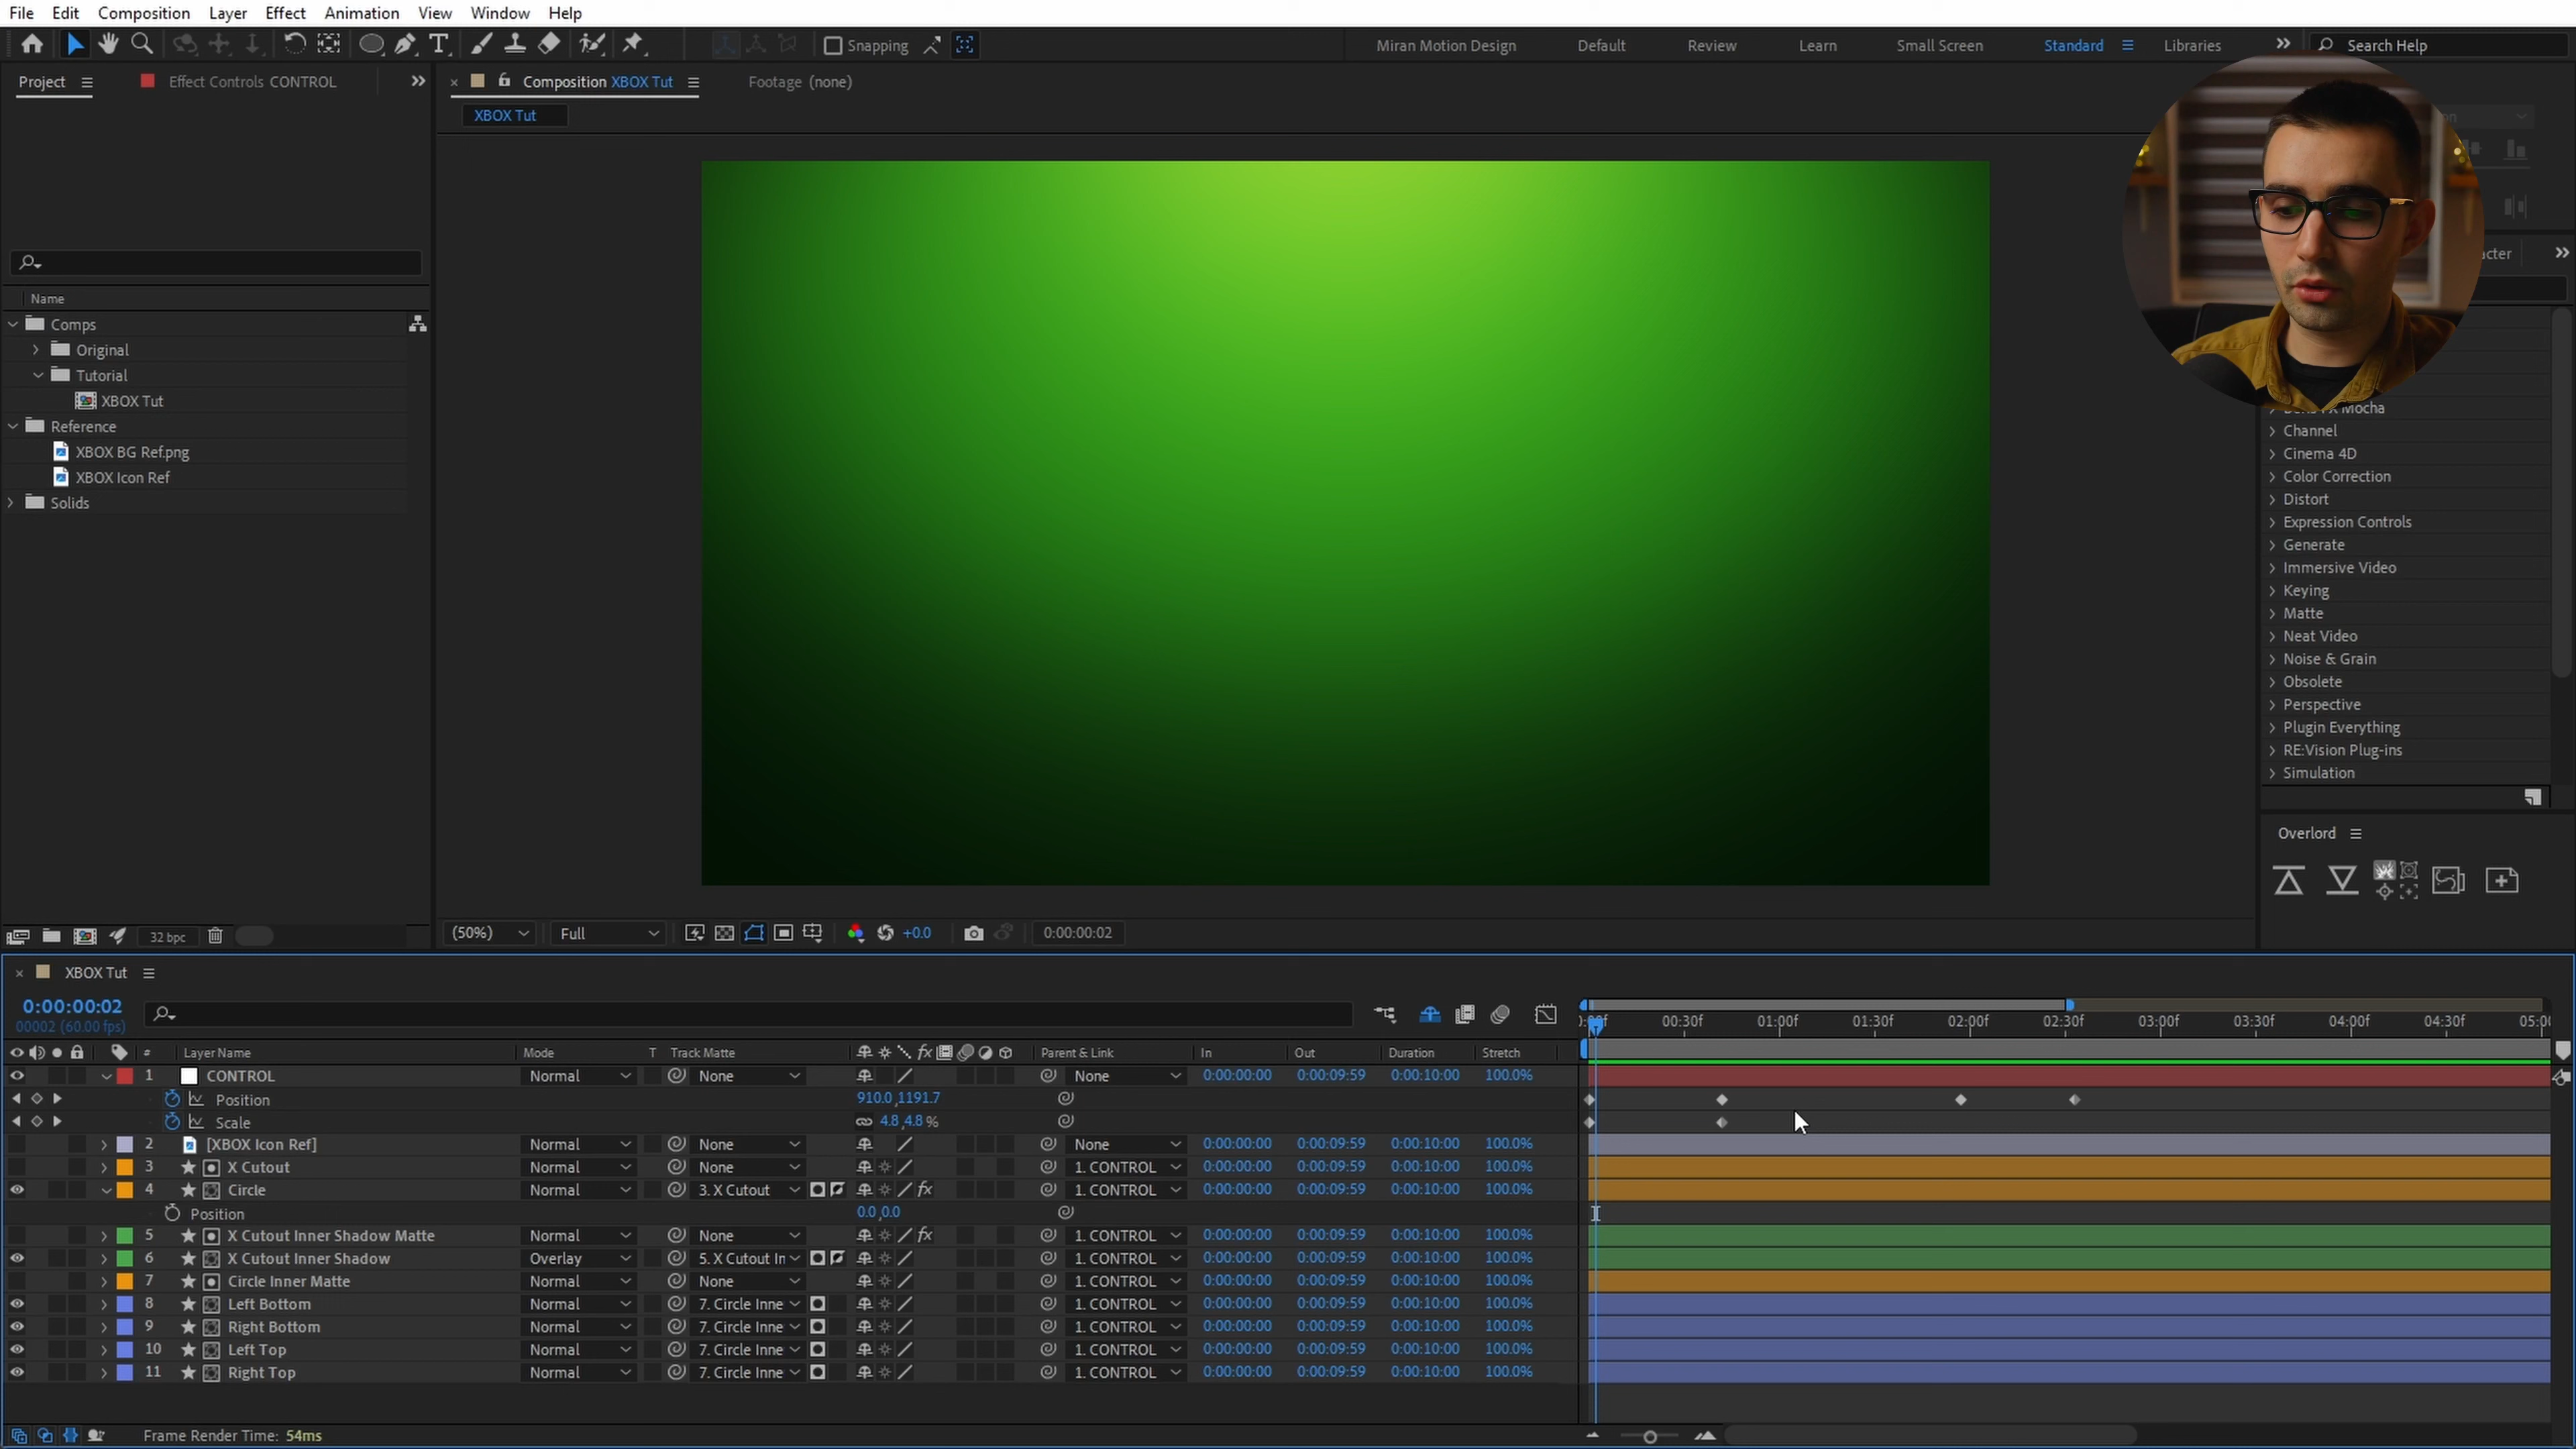 File Edit Composition Layer Effect Animation View Window Help
Snapping
Miran Motion Design Default Review Learn Small Screen Standard Libraries Search Help
Project Effect Controls CONTROL
Composition XBOX Tut Footage (none)
XBOX Tut
Name
Comps
Original
Tutorial
XBOX Tut
Reference
XBOX BG Ref.png
XBOX Icon Ref
Solids
32 bpc
(50%) Full +0.0 0:00:00:02
Mocha
Channel
Cinema 4D
Color Correction
Distort
Expression Controls
Generate
Immersive Video
Keying
Matte
Neat Video
Noise & Grain
Obsolete
Perspective
Plugin Everything
RE:Vision Plug-ins
Simulation
Overlord
XBOX Tut
0:00:00:02
00002 (60.00 fps)
00:30f 01:00f 01:30f 02:00f 02:30f 03:00f 03:30f 04:00f 04:30f
# Layer Name Mode T Track Matte fx Parent & Link In Out Duration Stretch
1 CONTROL Normal None None 0:00:00:00 0:00:09:59 0:00:10:00 100.0%
Position 910.0,1191.7
Scale 4.8,4.8 %
2 [XBOX Icon Ref] Normal None None 0:00:00:00 0:00:09:59 0:00:10:00 100.0%
3 X Cutout Normal None 1. CONTROL 0:00:00:00 0:00:09:59 0:00:10:00 100.0%
4 Circle Normal 3. X Cutout fx 1. CONTROL 0:00:00:00 0:00:09:59 0:00:10:00 100.0%
Position 0.0,0.0
5 X Cutout Inner Shadow Matte Normal None fx 1. CONTROL 0:00:00:00 0:00:09:59 0:00:10:00 100.0%
6 X Cutout Inner Shadow Overlay 5. X Cutout In 1. CONTROL 0:00:00:00 0:00:09:59 0:00:10:00 100.0%
7 Circle Inner Matte Normal None 1. CONTROL 0:00:00:00 0:00:09:59 0:00:10:00 100.0%
8 Left Bottom Normal 7. Circle Inne 1. CONTROL 0:00:00:00 0:00:09:59 0:00:10:00 100.0%
9 Right Bottom Normal 7. Circle Inne 1. CONTROL 0:00:00:00 0:00:09:59 0:00:10:00 100.0%
10 Left Top Normal 7. Circle Inne 1. CONTROL 0:00:00:00 0:00:09:59 0:00:10:00 100.0%
11 Right Top Normal 7. Circle Inne 1. CONTROL 0:00:00:00 0:00:09:59 0:00:10:00 100.0%
Frame Render Time: 54ms